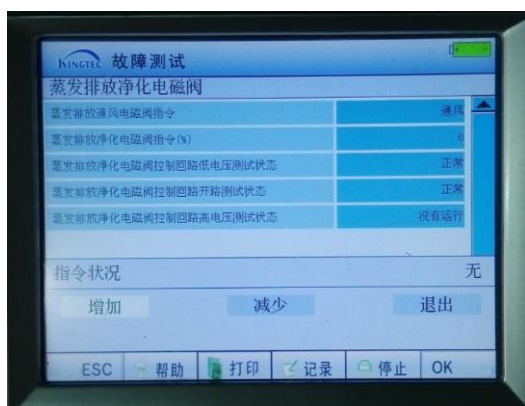 KINGTEC 故障测试
蒸发排放净化电磁阀
蒸发排放通风电磁阀指令 通风
蒸发排放净化电磁阀指令(%) 0
蒸发排放净化电磁阀控制回路低电压测试状态 正常
蒸发排放净化电磁阀控制回路开路测试状态 正常
蒸发排放净化电磁阀控制回路高电压测试状态 没有运行
指令状况 无
增加 减少 退出
ESC 帮助 打印 记录 停止 OK